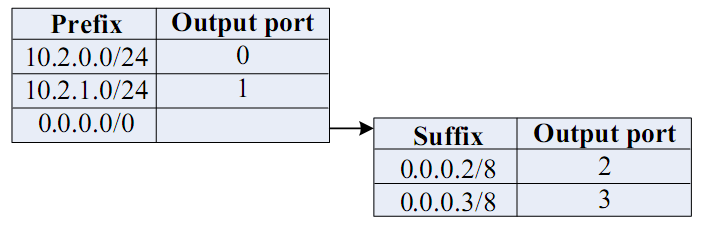 Prefix Output port
10.2.0.0/24 0
10.2.1.0/24 1
0.0.0.0/0
Suffix Output port
0.0.0.2/8 2
0.0.0.3/8 3